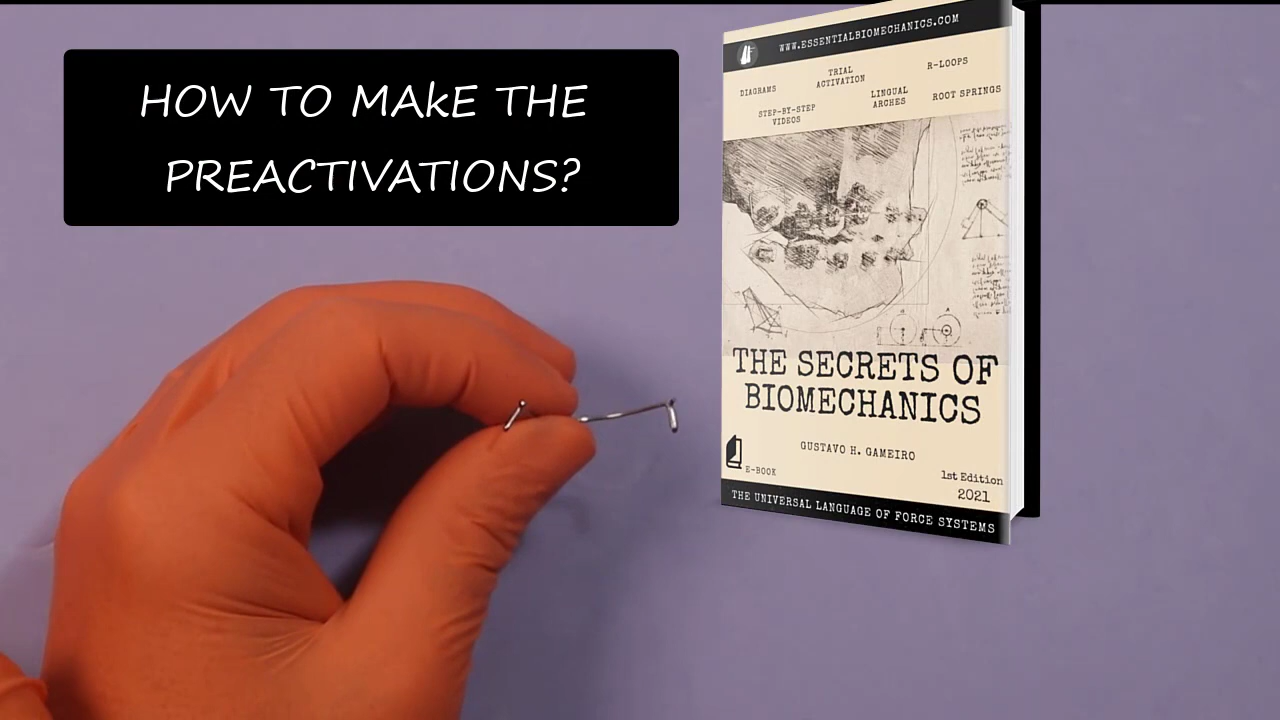 HOW TO MAkE THE
PREACTIVATIONS?
WWW.ESSENTIALBIOMECHANICS.COM
DIAGRAMS
TRIAL
ACTIVATION
R-LOOPS
STEP-BY-STEP
VIDEOS
LINGUAL
ARCHES
ROOT SPRINGS
THE SECRETS OF
BIOMECHANICS
GUSTAVO H. GAMEIRO
E-BOOK
1st Edition
2021
THE UNIVERSAL LANGUAGE OF FORCE SYSTEMS